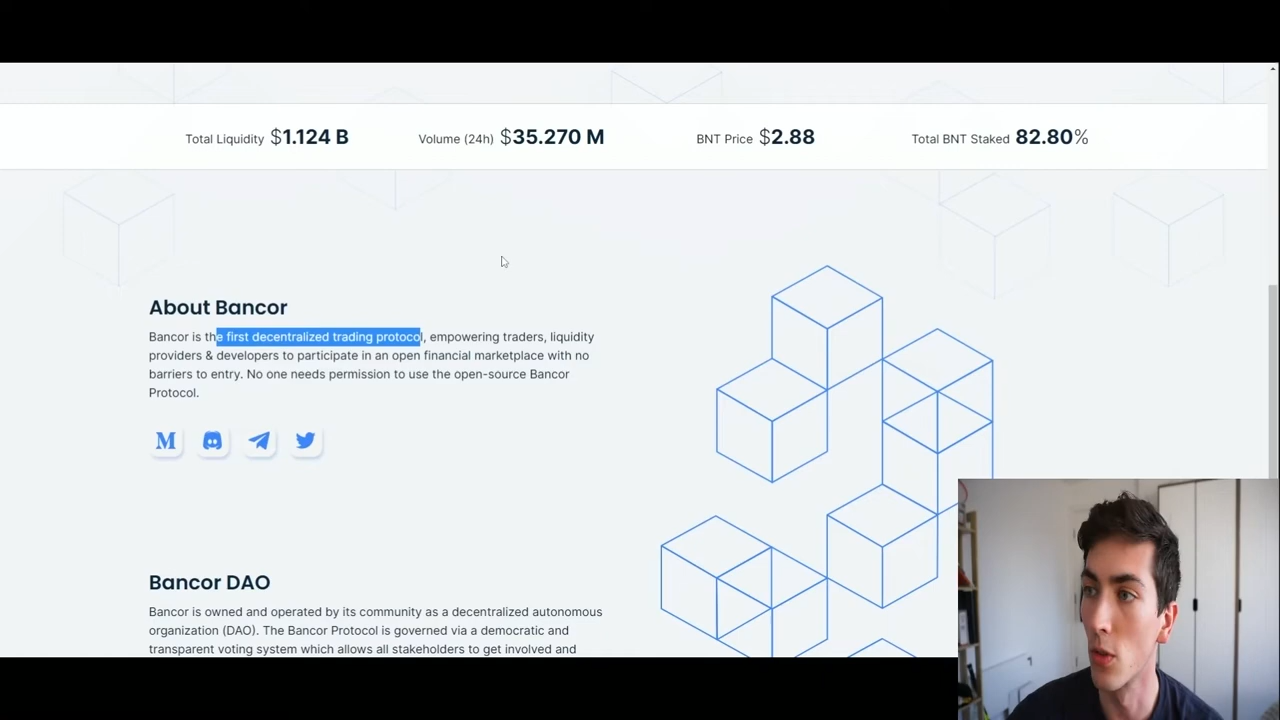 Total Liquidity $1.124 B Volume (24h) $35.270 M BNT Price $2.88 Total BNT Staked 82.80%
About Bancor
Bancor is the first decentralized trading protocol, empowering traders, liquidity
providers & developers to participate in an open financial marketplace with no
barriers to entry. No one needs permission to use the open-source Bancor
Protocol.
M
Bancor DAO
Bancor is owned and operated by its community as a decentralized autonomous
organization (DAO). The Bancor Protocol is governed via a democratic and
transparent voting system which allows all stakeholders to get involved and